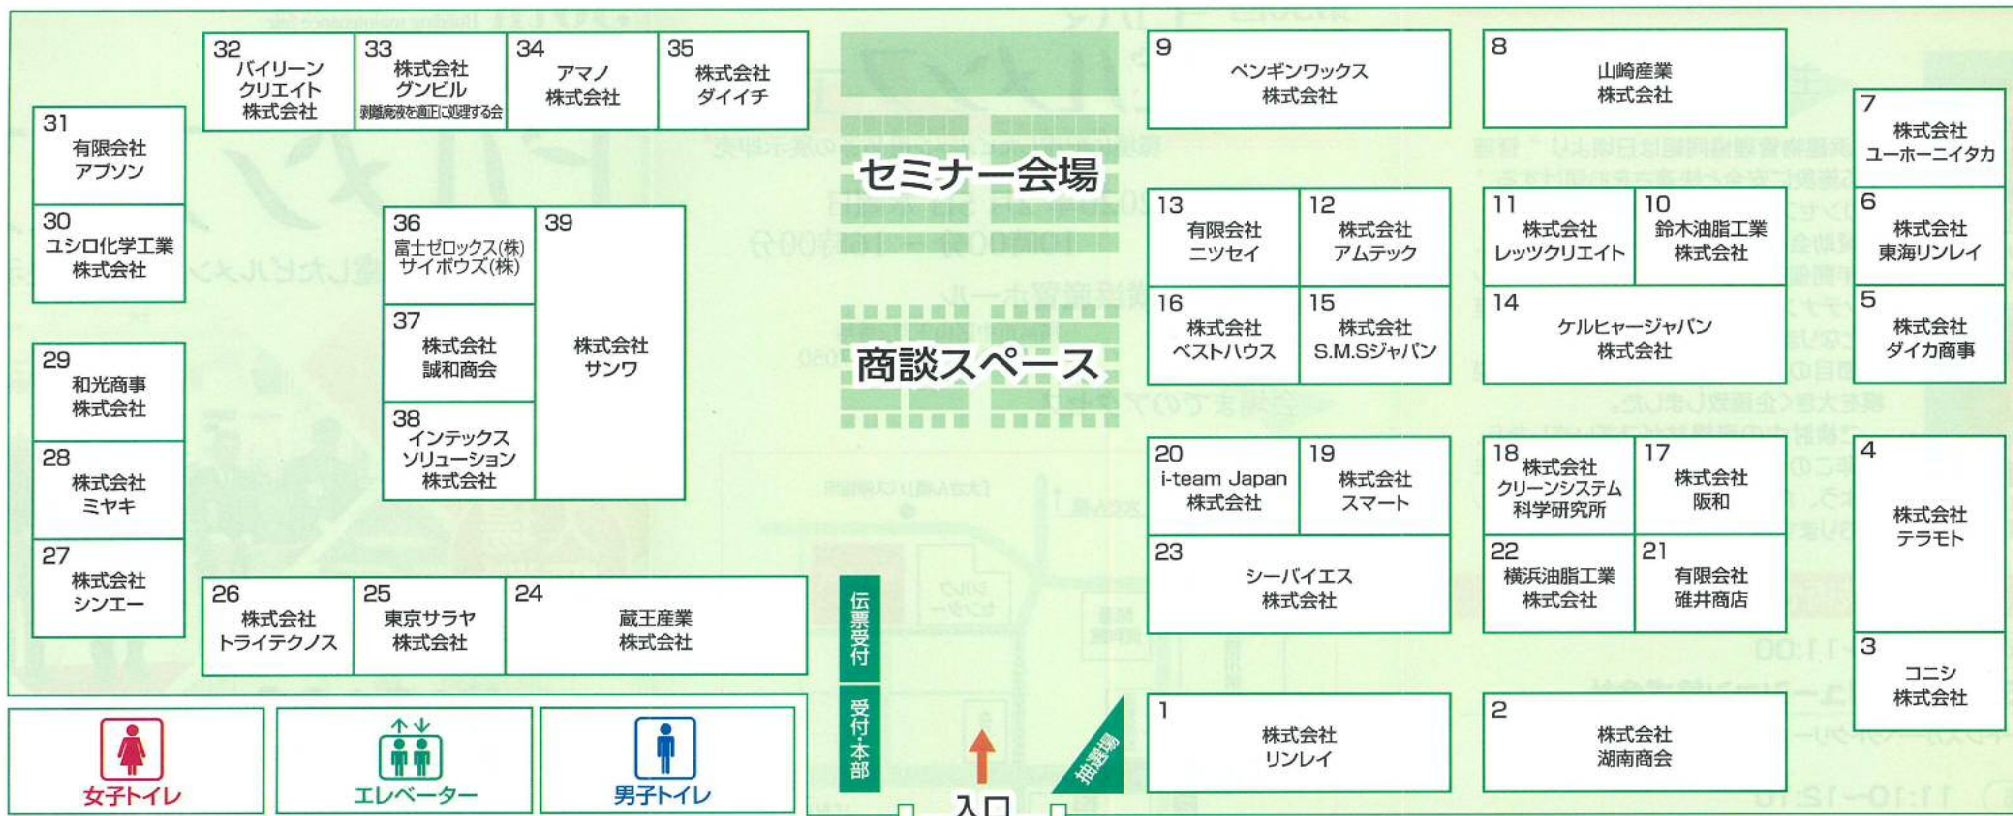 32
バイリーン
クリエイト
株式会社
33
株式会社
グンビル
剥離廃液を適正に処理する会
34
アマノ
株式会社
35
株式会社
ダイイチ
31
有限会社
アプソン
30
ユシロ化学工業
株式会社
36
富士ゼロックス(株)
サイボウズ(株)
37
株式会社
誠和商会
38
インテックス
ソリューション
株式会社
39
株式会社
サンワ
29
和光商事
株式会社
28
株式会社
ミヤキ
27
株式会社
シンエー
26
株式会社
トライテクノス
25
東京サラヤ
株式会社
24
蔵王産業
株式会社
セミナー会場
商談スペース
9
ペンギンワックス
株式会社
8
山崎産業
株式会社
7
株式会社
ユーホーニイタカ
6
株式会社
東海リンレイ
5
株式会社
ダイカ商事
13
有限会社
ニツセイ
12
株式会社
アムテック
11
株式会社
レッツクリエイト
10
鈴木油脂工業
株式会社
16
株式会社
ベストハウス
15
株式会社
S.M.Sジャパン
14
ケルヒャージャパン
株式会社
20
i-team Japan
株式会社
19
株式会社
スマート
18
株式会社
クリーンシステム
科学研究所
17
株式会社
阪和
4
株式会社
テラモト
23
シーバイエス
株式会社
22
横浜油脂工業
株式会社
21
有限会社
碓井商店
3
コニシ
株式会社
伝票受付
受付・本部
抽選場
1
株式会社
リンレイ
2
株式会社
湖南商会
女子トイレ
エレベーター
男子トイレ
入口